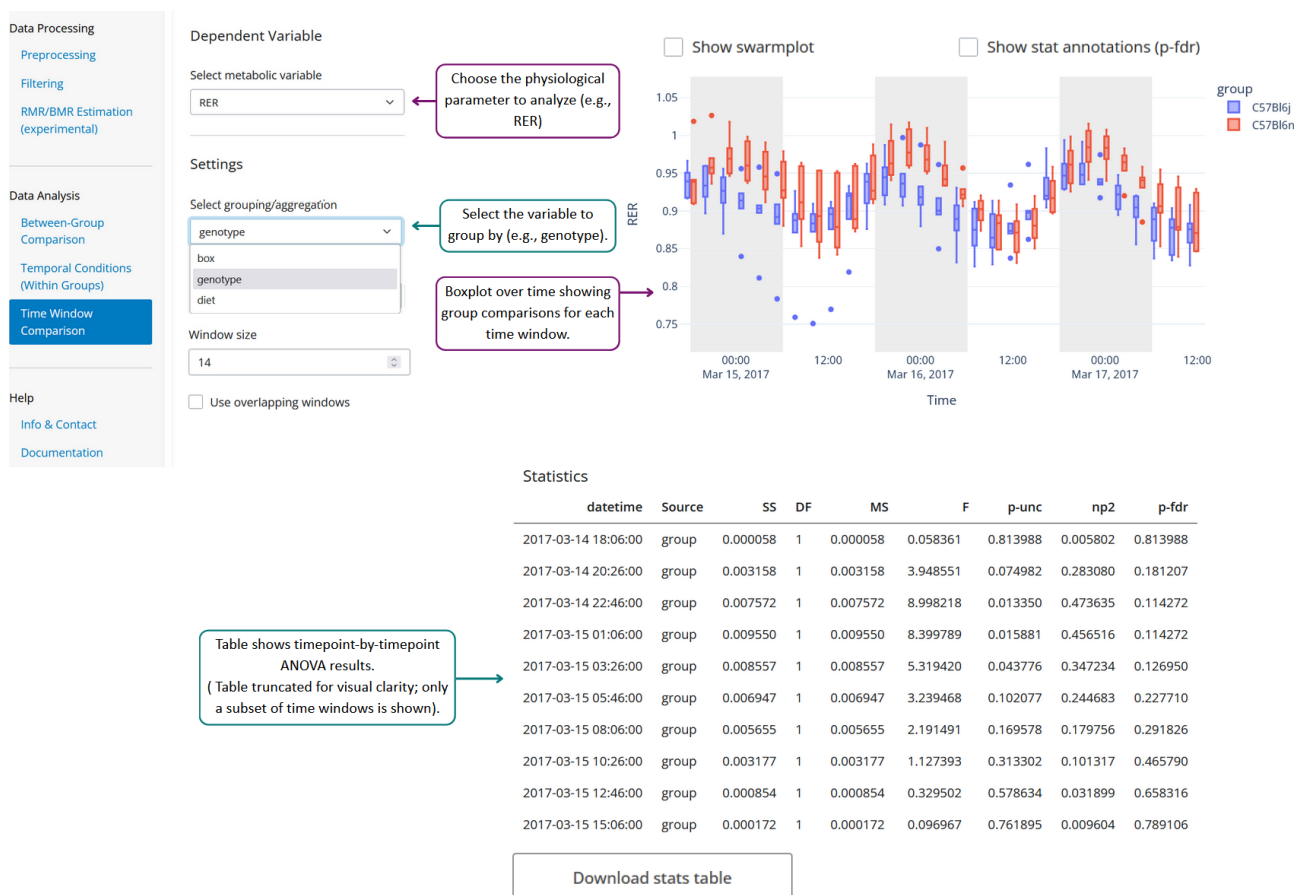 Data Processing
Preprocessing
Filtering
RMR/BMR Estimation
(experimental)
Data Analysis
Between-Group
Comparison
Temporal Conditions
(Within Groups)
Time Window
Comparison
Help
Info & Contact
Documentation
Dependent Variable
Select metabolic variable
RER
Settings
Select grouping/aggregation
genotype
box
genotype
diet
Window size
14
Use overlapping windows
Choose the physiological
parameter to analyze (e.g.,
RER)
Select the variable to
group by (e.g., genotype).
Boxplot over time showing
group comparisons for each
time window.
Show swarmplot
Show stat annotations (p-fdr)
1.05
1
0.95
0.9
0.85
0.8
0.75
RER
00:00
Mar 15, 2017
12:00
00:00
Mar 16, 2017
12:00
00:00
Mar 17, 2017
12:00
Time
group
C57Bl6j
C57Bl6n
Statistics
datetime Source SS DF MS F p-unc np2 p-fdr
2017-03-14 18:06:00 group 0.000058 1 0.000058 0.058361 0.813988 0.005802 0.813988
2017-03-14 20:26:00 group 0.003158 1 0.003158 3.948551 0.074982 0.283080 0.181207
2017-03-14 22:46:00 group 0.007572 1 0.007572 8.998218 0.013350 0.473635 0.114272
2017-03-15 01:06:00 group 0.009550 1 0.009550 8.399789 0.015881 0.456516 0.114272
2017-03-15 03:26:00 group 0.008557 1 0.008557 5.319420 0.043776 0.347234 0.126950
2017-03-15 05:46:00 group 0.006947 1 0.006947 3.239468 0.102077 0.244683 0.227710
2017-03-15 08:06:00 group 0.005655 1 0.005655 2.191491 0.169578 0.179756 0.291826
2017-03-15 10:26:00 group 0.003177 1 0.003177 1.127393 0.313302 0.101317 0.465790
2017-03-15 12:46:00 group 0.000854 1 0.000854 0.329502 0.578634 0.031899 0.658316
2017-03-15 15:06:00 group 0.000172 1 0.000172 0.096967 0.761895 0.009604 0.789106
Table shows timepoint-by-timepoint
ANOVA results.
( Table truncated for visual clarity; only
a subset of time windows is shown).
Download stats table